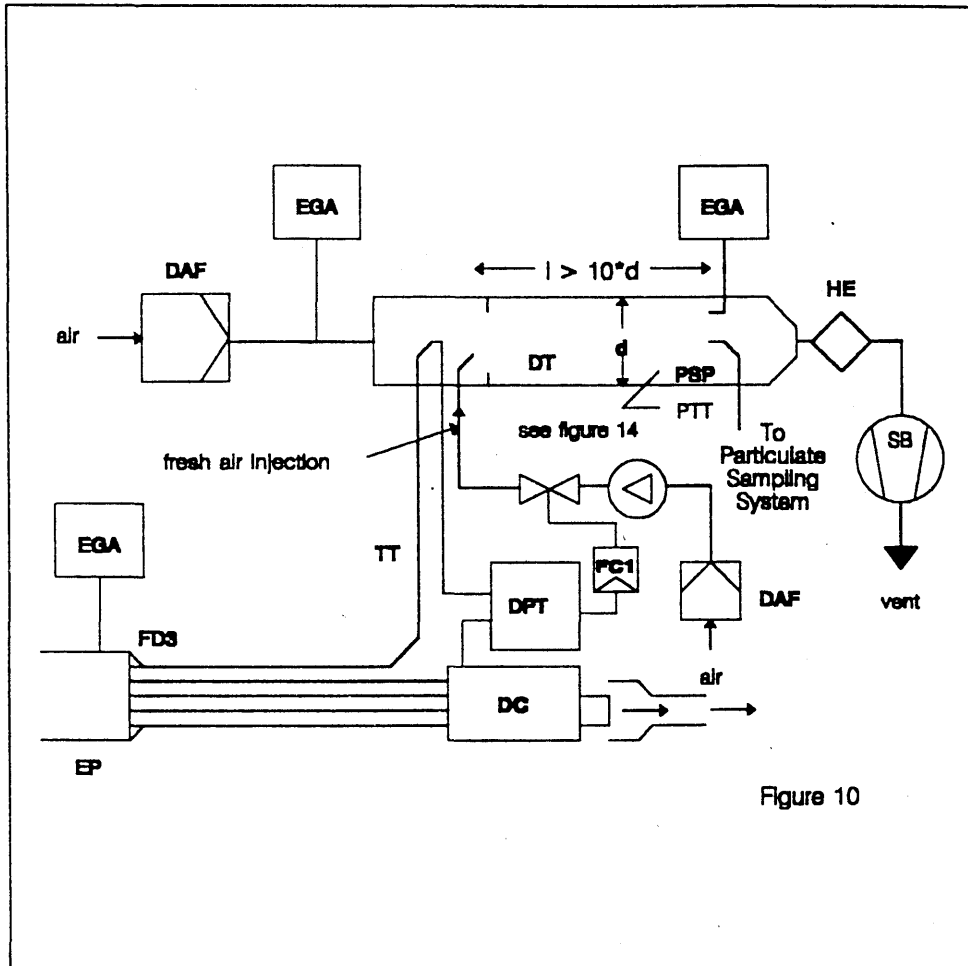 EGA
EGA
DAF
l > 10*d
HE
air
d
DT
PSP
PTT
see figure 14
fresh air injection
To
Particulate
Sampling
System
SB
EGA
TT
FC1
DPT
DAF
vent
FD3
air
DC
EP
Figure 10